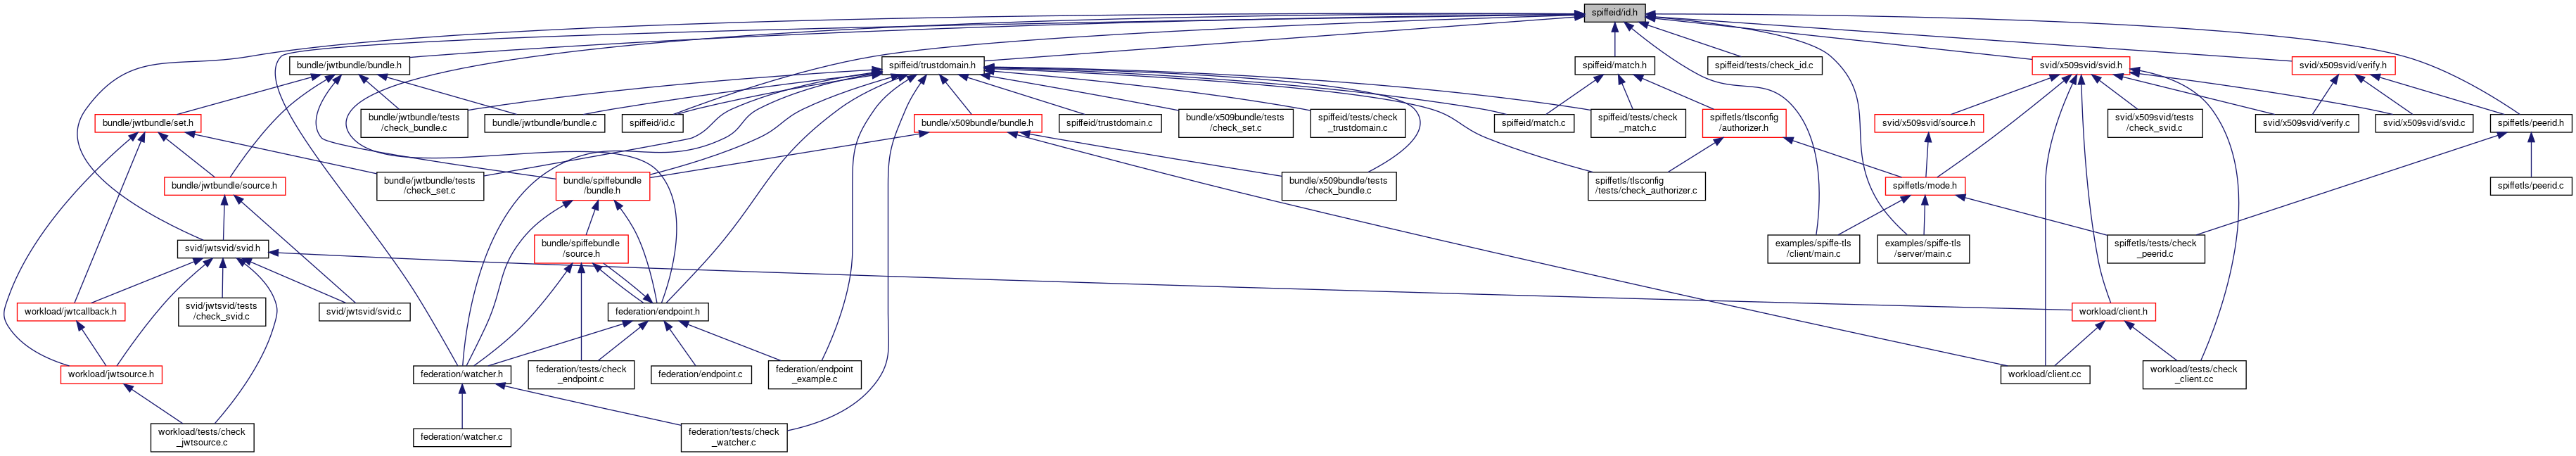 spiffeid/id.h
bundle/jwtbundle/bundle.h
spiffeid/trustdomain.h
spiffeid/match.h
spiffeid/tests/check_id.c
svid/x509svid/svid.h
svid/x509svid/verify.h
bundle/jwtbundle/set.h
bundle/jwtbundle/tests
/check_bundle.c
bundle/jwtbundle/bundle.c
spiffeid/id.c
bundle/x509bundle/bundle.h
spiffeid/trustdomain.c
bundle/x509bundle/tests
/check_set.c
spiffeid/tests/check
_trustdomain.c
spiffeid/match.c
spiffeid/tests/check
_match.c
spiffetls/tlsconfig
/authorizer.h
svid/x509svid/source.h
svid/x509svid/tests
/check_svid.c
svid/x509svid/verify.c
svid/x509svid/svid.c
spiffetls/peerid.h
bundle/jwtbundle/source.h
bundle/jwtbundle/tests
/check_set.c
bundle/spiffebundle
/bundle.h
bundle/x509bundle/tests
/check_bundle.c
spiffetls/tlsconfig
/tests/check_authorizer.c
spiffetls/mode.h
spiffetls/peerid.c
svid/jwtsvid/svid.h
bundle/spiffebundle
/source.h
examples/spiffe-tls
/client/main.c
examples/spiffe-tls
/server/main.c
spiffetls/tests/check
_peerid.c
workload/jwtcallback.h
svid/jwtsvid/tests
/check_svid.c
svid/jwtsvid/svid.c
federation/endpoint.h
workload/client.h
workload/jwtsource.h
federation/watcher.h
federation/tests/check
_endpoint.c
federation/endpoint.c
federation/endpoint
_example.c
workload/client.cc
workload/tests/check
_client.cc
workload/tests/check
_jwtsource.c
federation/watcher.c
federation/tests/check
_watcher.c